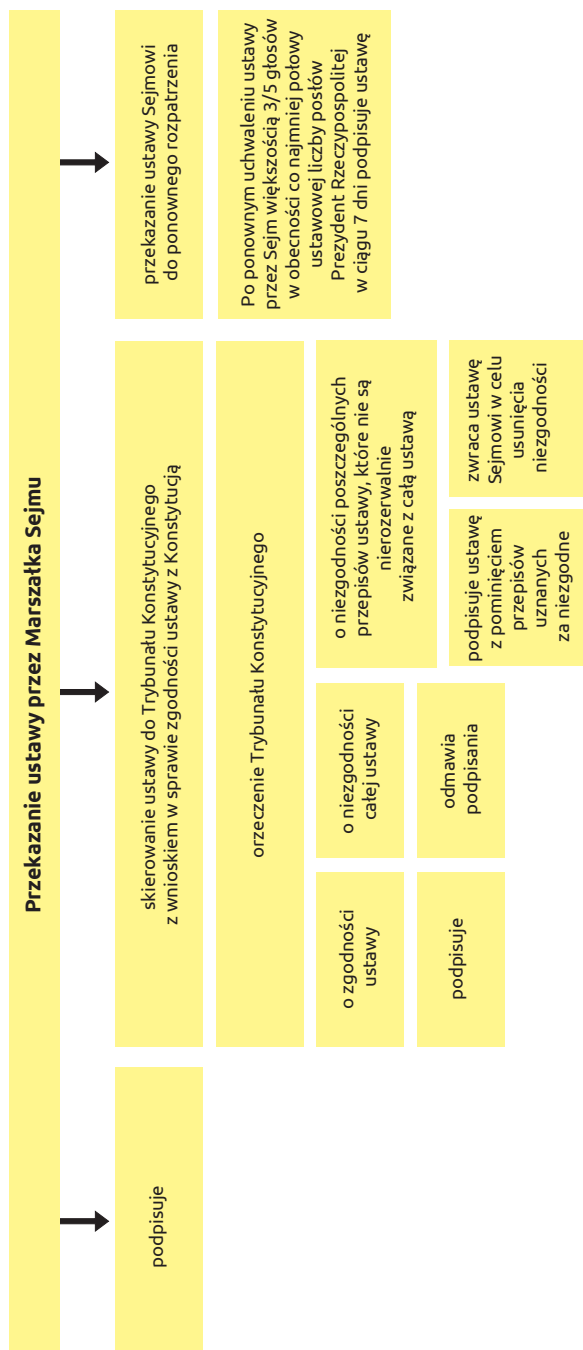 Przekazanie ustawy przez Marszałka Sejmu
podpisuje
skierowanie ustawy do Trybunału Konstytucyjnego
z wnioskiem w sprawie zgodności ustawy z Konstytucją
orzeczenie Trybunału Konstytucyjnego
o zgodności
ustawy
podpisuje
o niezgodności
całej ustawy
odmawia
podpisania
o niezgodności poszczególnych
przepisów ustawy, które nie są
nierozerwalnie
związane z całą ustawą
podpisuje ustawę
z pominięciem
przepisów
uznanych
za niezgodne
zwraca ustawę
Sejmowi w celu
usunięcia
niezgodności
przekazanie ustawy Sejmowi
do ponownego rozpatrzenia
Po ponownym uchwaleniu ustawy
przez Sejm większością 3/5 głosów
w obecności co najmniej połowy
ustawowej liczby posłów
Prezydent Rzeczypospolitej
w ciągu 7 dni podpisuje ustawę